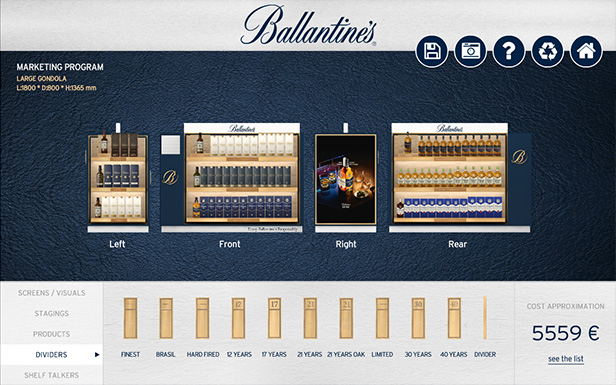 Ballantine's
MARKETING PROGRAM
LARGE GONDOLA
L:1800 * D:800 * H:1365 mm
?
Ballantine's
Ballantine's
B
B
Enjoy Ballantine's Responsibly
Left
Front
Right
Rear
SCREENS / VISUALS
STAGINGS
PRODUCTS
DIVIDERS
SHELF TALKERS
12
17
21
21
30
40
FINEST
BRASIL
HARD FIRED
12 YEARS
17 YEARS
21 YEARS
21 YEARS OAK
LIMITED
30 YEARS
40 YEARS
DIVIDER
COST APPROXIMATION
5559 €
see the list